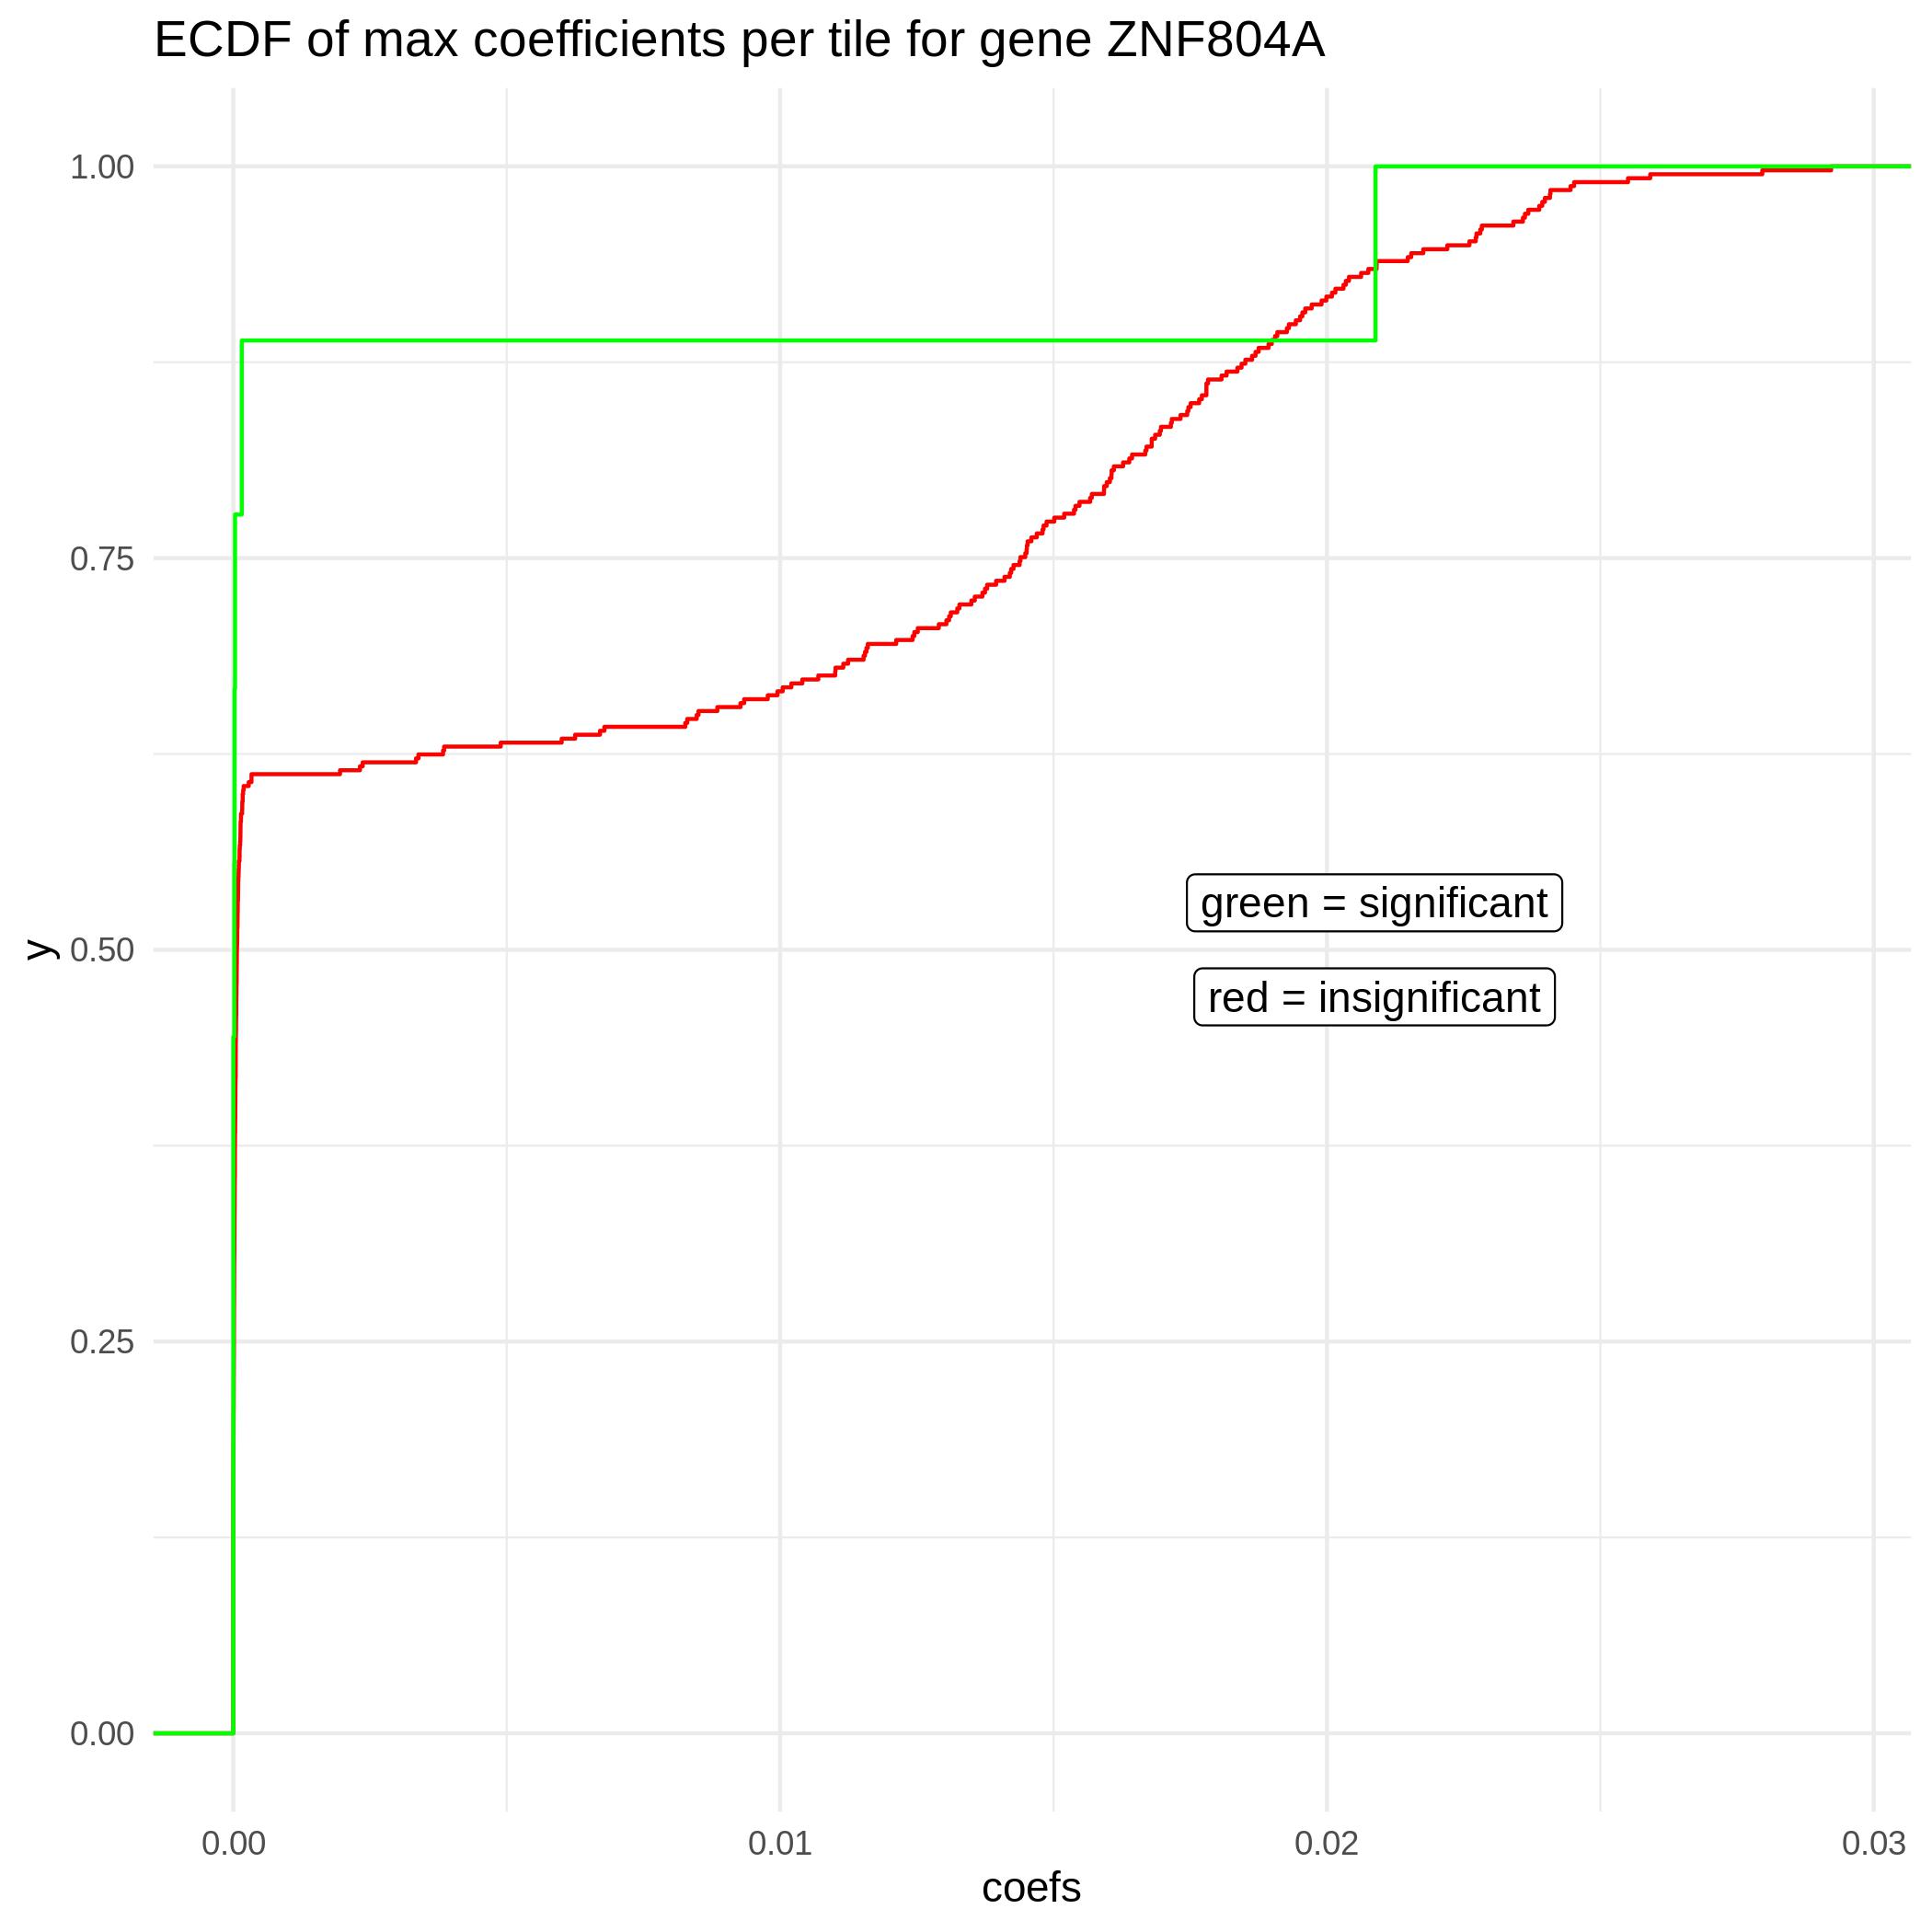 ECDF of max coefficients per tile for gene ZNF804A
1.00
0.75
0.50
0.25
0.00
y
green = significant
red = insignificant
0.00
0.01
0.02
0.03
coefs